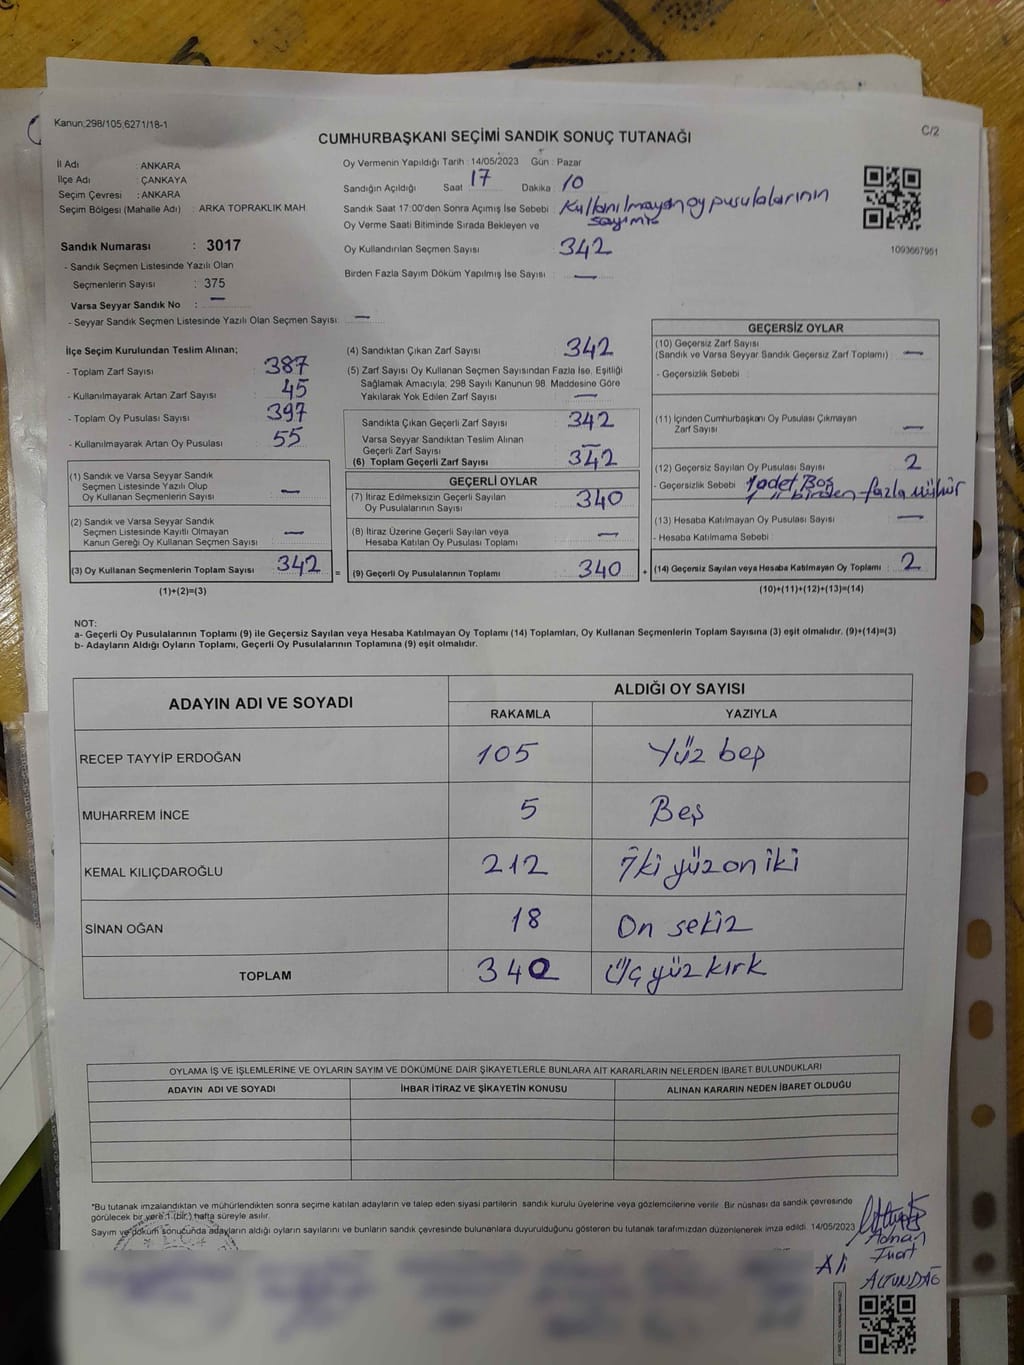 Kanun;298/105;6271/18-1
C/2
CUMHURBAŞKANI SEÇİMİ SANDIK SONUÇ TUTANAĞI
İl Adı : ANKARA
İlçe Adı : ÇANKAYA
Seçim Çevresi : ANKARA
Seçim Bölgesi (Mahalle Adı) : ARKA TOPRAKLIK MAH
Oy Vermenin Yapıldığı Tarih : 14/05/2023 Gün : Pazar
Sandığın Açıldığı Saat : 17 Dakika : 10
Sandık Saat 17:00'den Sonra Açımış İse Sebebi : Kullanılmayan oy pusulalarının
sayımı
Oy Verme Saati Bitiminde Sırada Bekleyen ve
Oy Kullandırılan Seçmen Sayısı : 342
Birden Fazla Sayım Döküm Yapılmış İse Sayısı : —
1093667951
Sandık Numarası : 3017
- Sandık Seçmen Listesinde Yazılı Olan
Seçmenlerin Sayısı : 375
Varsa Seyyar Sandık No : —
- Seyyar Sandık Seçmen Listesinde Yazılı Olan Seçmen Sayısı: —
İlçe Seçim Kurulundan Teslim Alınan;
- Toplam Zarf Sayısı : 387
- Kullanılmayarak Artan Zarf Sayısı : 45
- Toplam Oy Pusulası Sayısı : 397
- Kullanılmayarak Artan Oy Pusulası : 55
(1) Sandık ve Varsa Seyyar Sandık
Seçmen Listesinde Yazılı Olup
Oy Kullanan Seçmenlerin Sayısı : —
(2) Sandık ve Varsa Seyyar Sandık
Seçmen Listesinde Kayıtlı Olmayan
Kanun Gereği Oy Kullanan Seçmen Sayısı : —
(3) Oy Kullanan Seçmenlerin Toplam Sayısı : 342
(1)+(2)=(3)
(4) Sandıktan Çıkan Zarf Sayısı : 342
(5) Zarf Sayısı Oy Kullanan Seçmen Sayısından Fazla İse, Eşitliği
Sağlamak Amacıyla; 298 Sayılı Kanunun 98. Maddesine Göre
Yakılarak Yok Edilen Zarf Sayısı : —
Sandıkta Çıkan Geçerli Zarf Sayısı : 342
Varsa Seyyar Sandıktan Teslim Alınan
Geçerli Zarf Sayısı : —
(6) Toplam Geçerli Zarf Sayısı : 342
GEÇERLİ OYLAR
(7) İtiraz Edilmeksizin Geçerli Sayılan
Oy Pusulalarının Sayısı : 340
(8) İtiraz Üzerine Geçerli Sayılan veya
Hesaba Katılan Oy Pusulası Toplamı : —
= (9) Geçerli Oy Pusulalarının Toplamı : 340
GEÇERSİZ OYLAR
(10) Geçersiz Zarf Sayısı
(Sandık ve Varsa Seyyar Sandık Geçersiz Zarf Toplamı) : —
- Geçersizlik Sebebi :
(11) İçinden Cumhurbaşkanı Oy Pusulası Çıkmayan
Zarf Sayısı : —
(12) Geçersiz Sayılan Oy Pusulası Sayısı : 2
- Geçersizlik Sebebi : 1 adet Boş
1 " birden fazla mühür
(13) Hesaba Katılmayan Oy Pusulası Sayısı : —
- Hesaba Katılmama Sebebi :
+ (14) Geçersiz Sayılan veya Hesaba Katılmayan Oy Toplamı : 2
(10)+(11)+(12)+(13)=(14)
NOT:
a- Geçerli Oy Pusulalarının Toplamı (9) ile Geçersiz Sayılan veya Hesaba Katılmayan Oy Toplamı (14) Toplamları, Oy Kullanan Seçmenlerin Toplam Sayısına (3) eşit olmalıdır. (9)+(14)=(3)
b- Adayların Aldığı Oyların Toplamı, Geçerli Oy Pusulalarının Toplamına (9) eşit olmalıdır.
ADAYIN ADI VE SOYADI
ALDIĞI OY SAYISI
RAKAMLA YAZIYLA
RECEP TAYYİP ERDOĞAN 105 Yüz beş
MUHARREM İNCE 5 Beş
KEMAL KILIÇDAROĞLU 212 İki yüz on iki
SİNAN OĞAN 18 On sekiz
TOPLAM 340 Üç yüz kırk
OYLAMA İŞ VE İŞLEMLERİNE VE OYLARIN SAYIM VE DÖKÜMÜNE DAİR ŞİKAYETLERLE BUNLARA AİT KARARLARIN NELERDEN İBARET BULUNDUKLARI
ADAYIN ADI VE SOYADI İHBAR İTİRAZ VE ŞİKAYETİN KONUSU ALINAN KARARIN NEDEN İBARET OLDUĞU
*Bu tutanak imzalandıktan ve mühürlendikten sonra seçime katılan adayların ve talep eden siyasi partilerin sandık kurulu üyelerine veya gözlemcilerine verilir. Bir nüshası da sandık çevresinde
görülecek bir yere 1 (bir) hafta süreyle asılır.
Sayım ve döküm sonucunda adayların aldığı oyların sayılarını ve bunların sandık çevresinde bulunanlara duyurulduğunu gösteren bu tutanak tarafımızdan düzenlenerek imza edildi. 14/05/2023
Adnan
Ali
ALTUNDAĞ